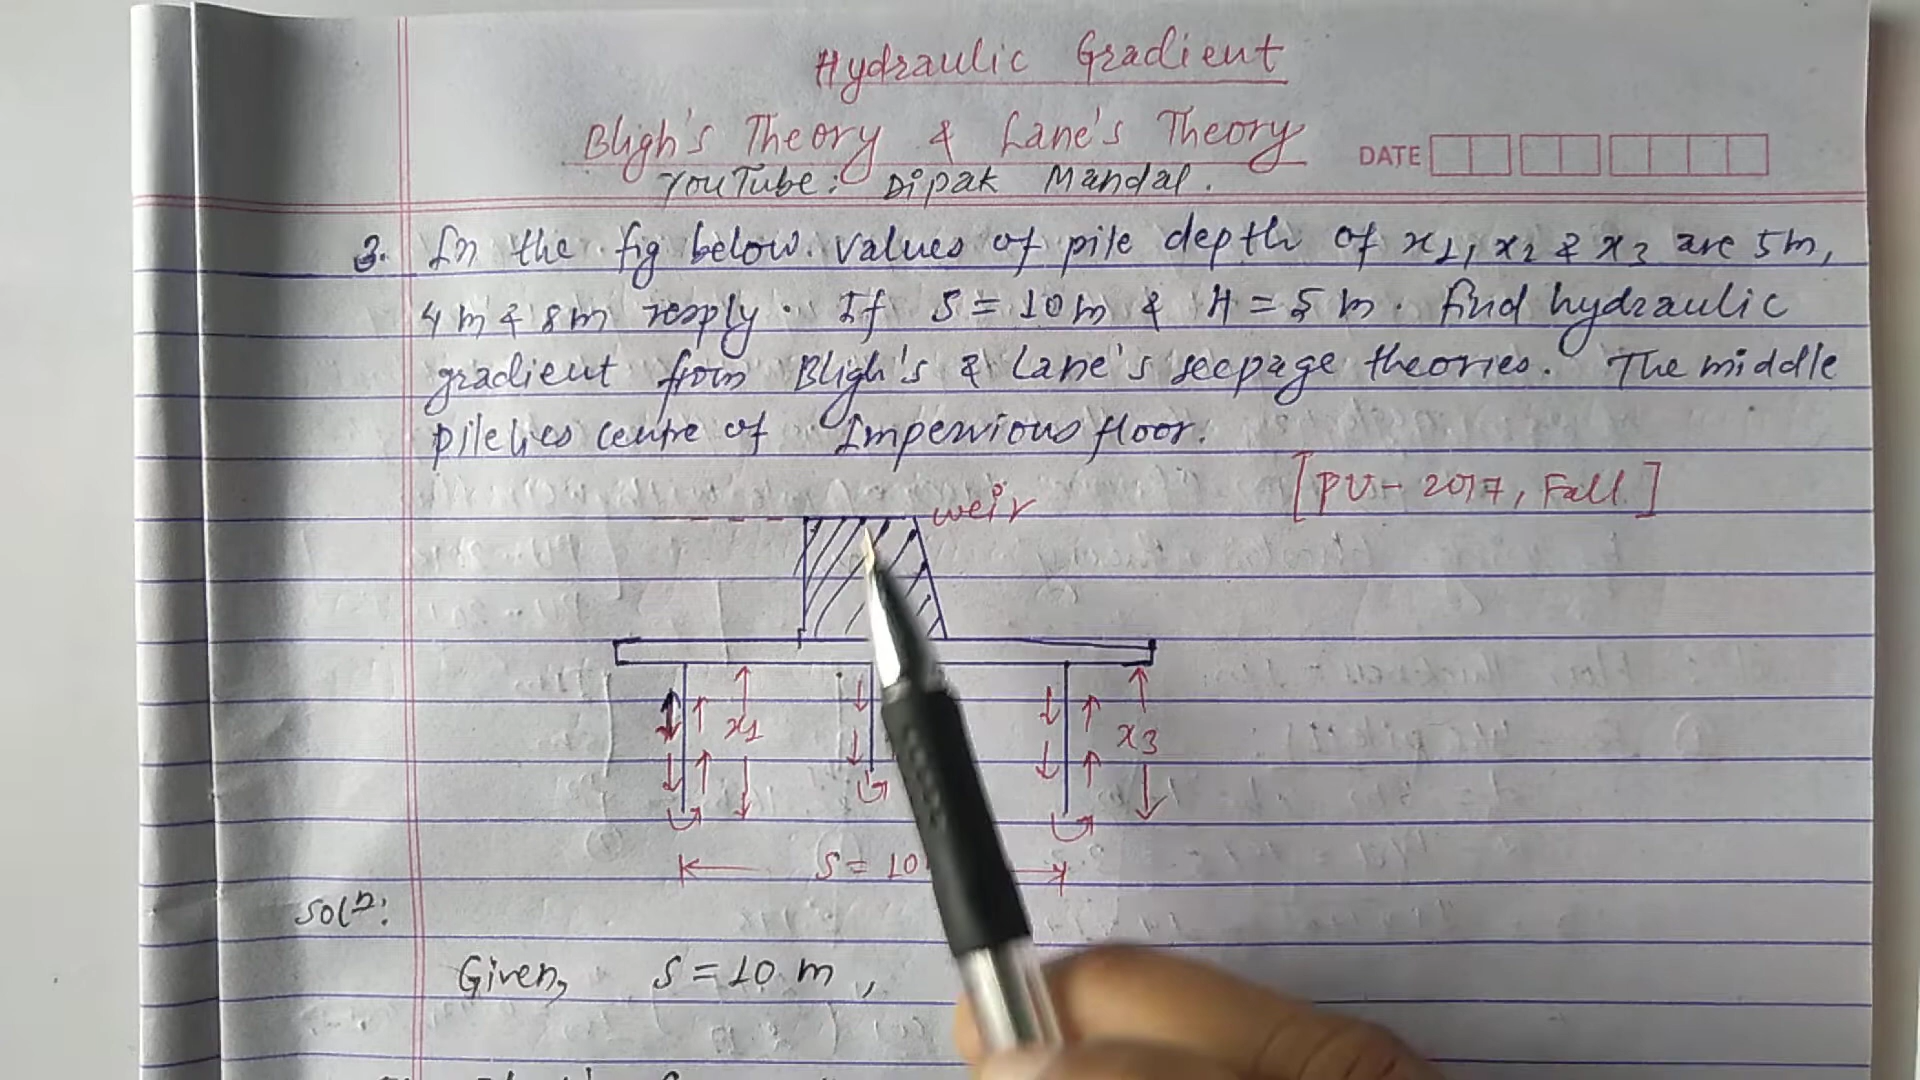 Hydraulic Gradient
Bligh's Theory & Lane's Theory
DATE
YouTube: Dipak Mandal.
3. In the fig below. Values of pile depth of x1, x2 & x3 are 5m,
4m & 8m resply. If S = 10m & H = 5m. find hydraulic
gradient from Bligh's & Lane's seepage theories. The middle
pile lies centre of Impervious floor.
[PU - 2017, Fall]
weir
x1
x3
S = 10
Soln:
Given, S = 10 m,